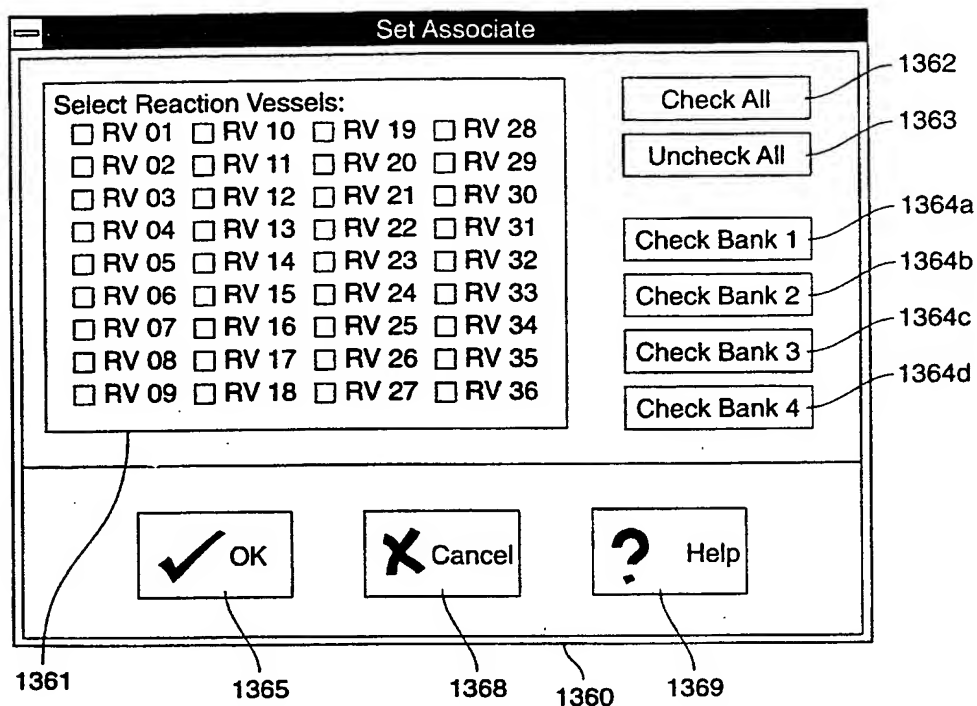 Set Associate
Select Reaction Vessels:
RV 01 RV 10 RV 19 RV 28
RV 02 RV 11 RV 20 RV 29
RV 03 RV 12 RV 21 RV 30
RV 04 RV 13 RV 22 RV 31
RV 05 RV 14 RV 23 RV 32
RV 06 RV 15 RV 24 RV 33
RV 07 RV 16 RV 25 RV 34
RV 08 RV 17 RV 26 RV 35
RV 09 RV 18 RV 27 RV 36
Check All
1362
Uncheck All
1363
Check Bank 1
1364a
Check Bank 2
1364b
Check Bank 3
1364c
Check Bank 4
1364d
OK
Cancel
? Help
1361
1365
1368
1360
1369